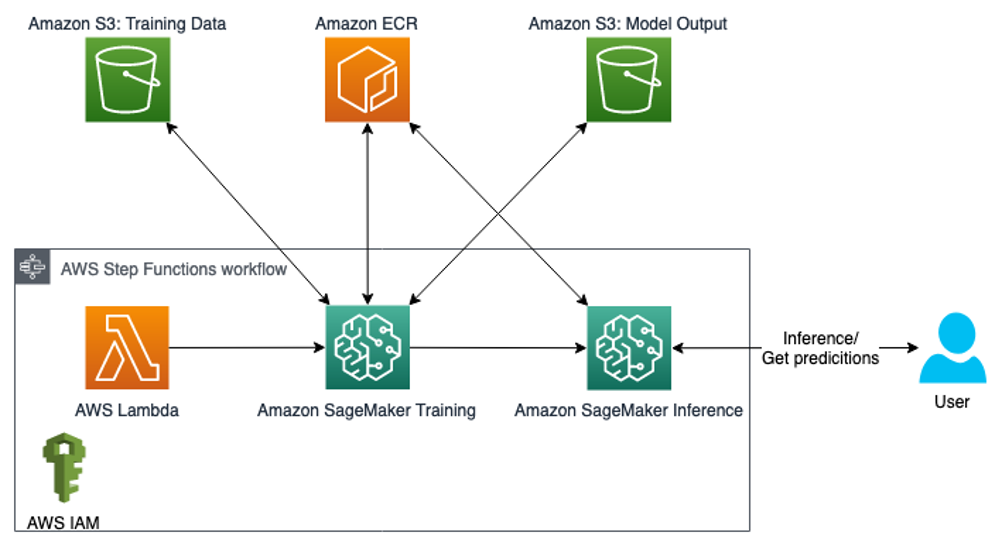 Amazon S3: Training Data
Amazon ECR
Amazon S3: Model Output
AWS Step Functions workflow
AWS Lambda
Amazon SageMaker Training
Amazon SageMaker Inference
Inference/
Get predicitions
User
AWS IAM